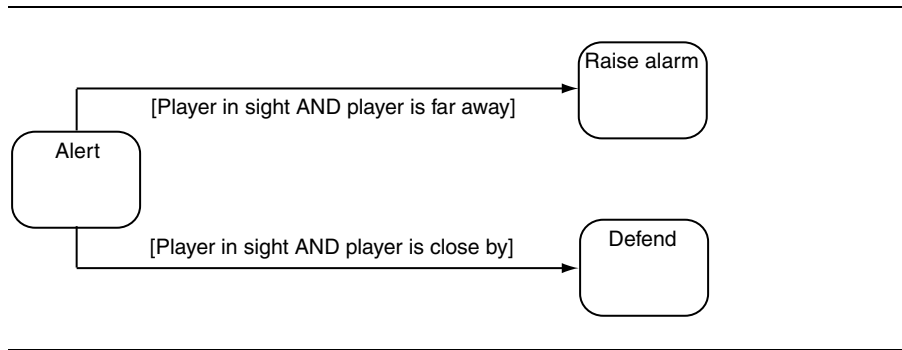 Raise alarm
[Player in sight AND player is far away]
Alert
[Player in sight AND player is close by]
Defend